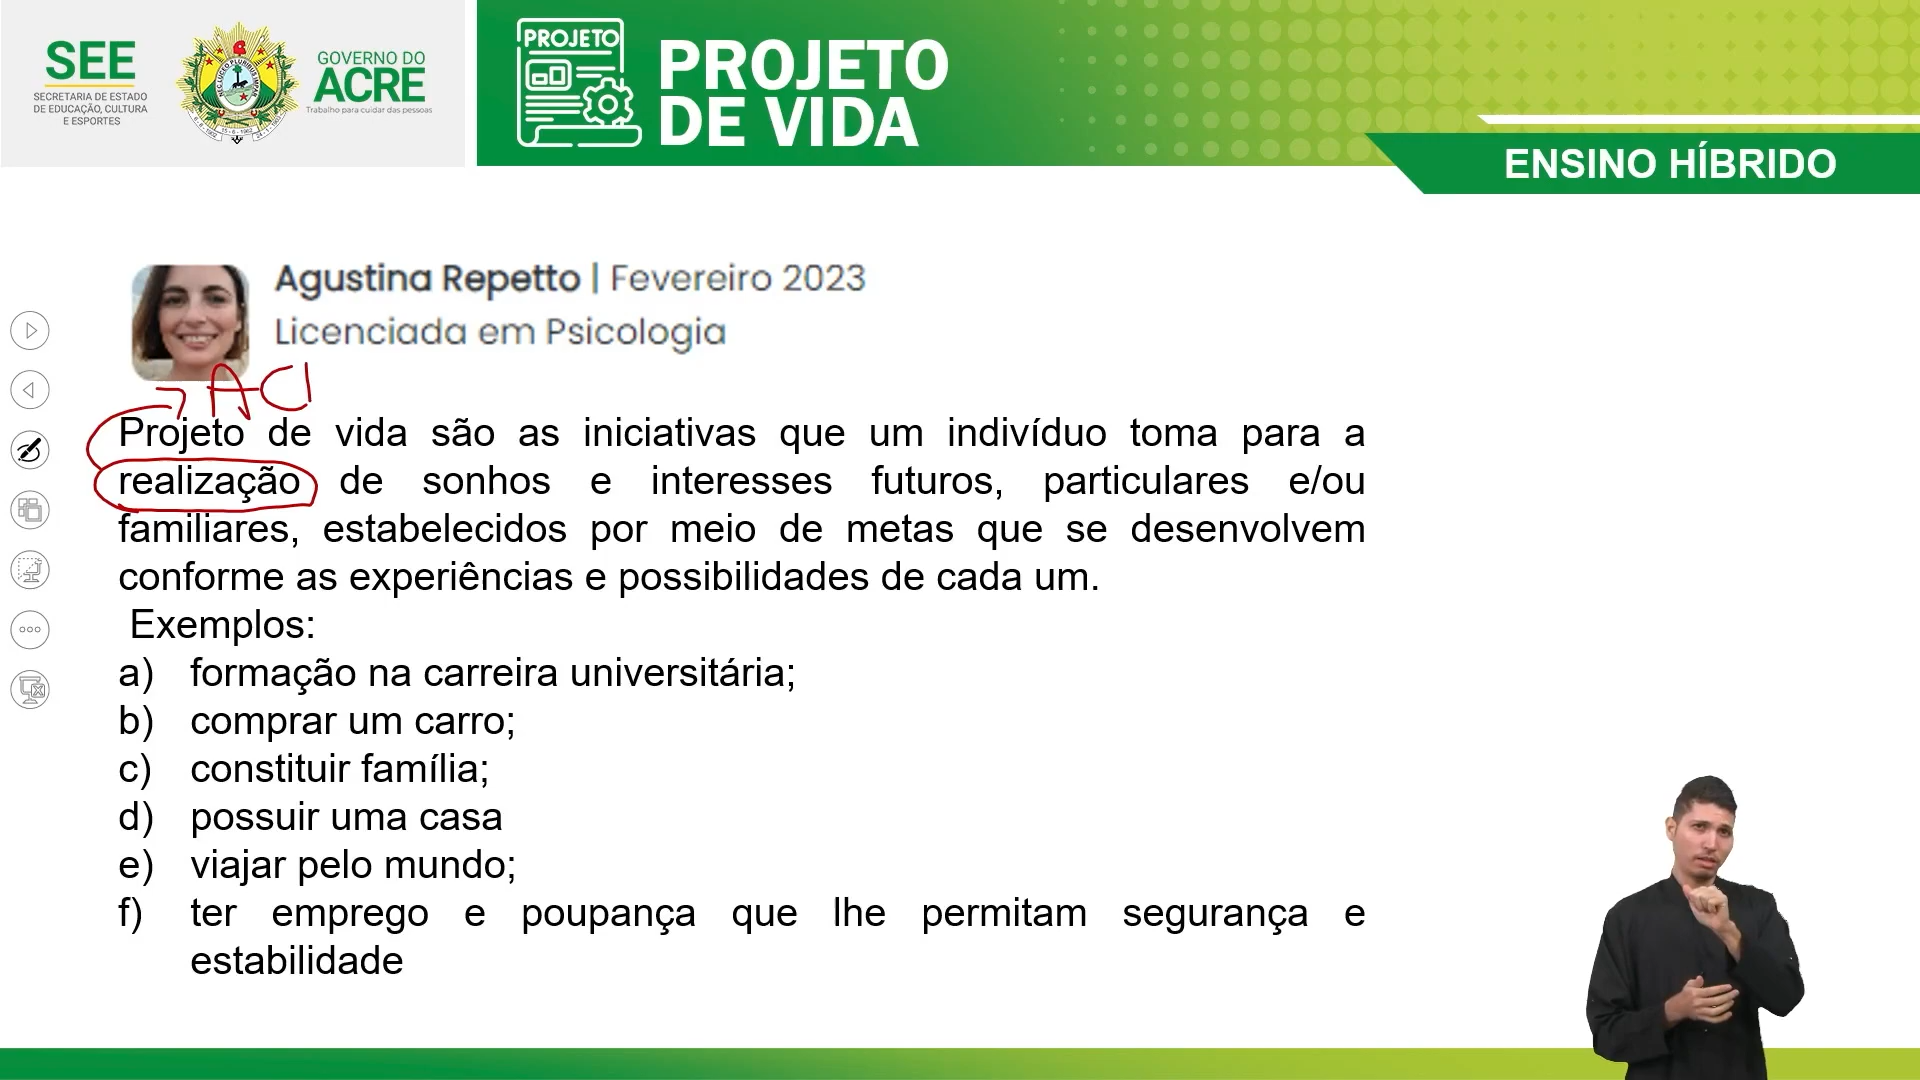 SEE
SECRETARIA DE ESTADO
DE EDUCAÇÃO, CULTURA
E ESPORTES
GOVERNO DO
ACRE
Trabalho para cuidar das pessoas
PROJETO
PROJETO
DE VIDA
ENSINO HÍBRIDO
Agustina Repetto | Fevereiro 2023
Licenciada em Psicologia
Projeto de vida são as iniciativas que um indivíduo toma para a
realização de sonhos e interesses futuros, particulares e/ou
familiares, estabelecidos por meio de metas que se desenvolvem
conforme as experiências e possibilidades de cada um.
Exemplos:
a) formação na carreira universitária;
b) comprar um carro;
c) constituir família;
d) possuir uma casa
e) viajar pelo mundo;
f) ter emprego e poupança que lhe permitam segurança e
estabilidade